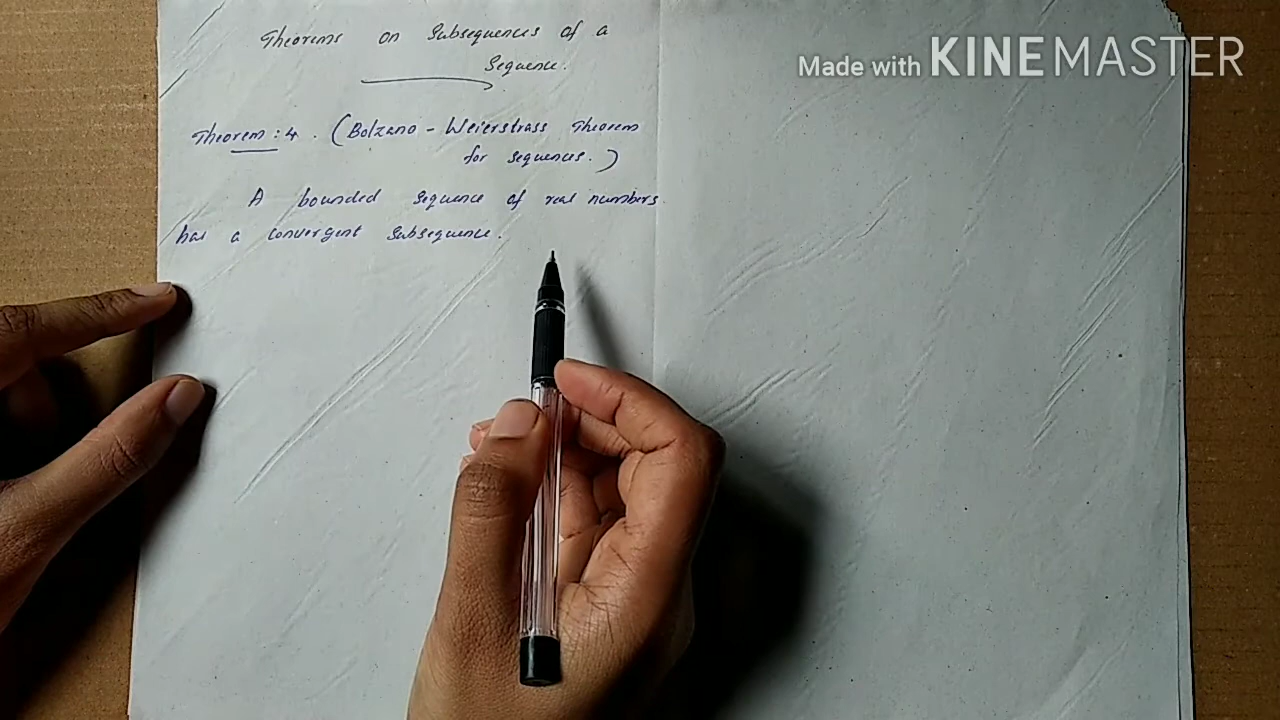 Theorems on Subsequences of a
Sequence.
Made with KINEMASTER
Theorem : 4 . (Bolzano - Weierstrass Theorem
for sequences.)
A bounded sequence of real numbers
has a convergent subsequence.